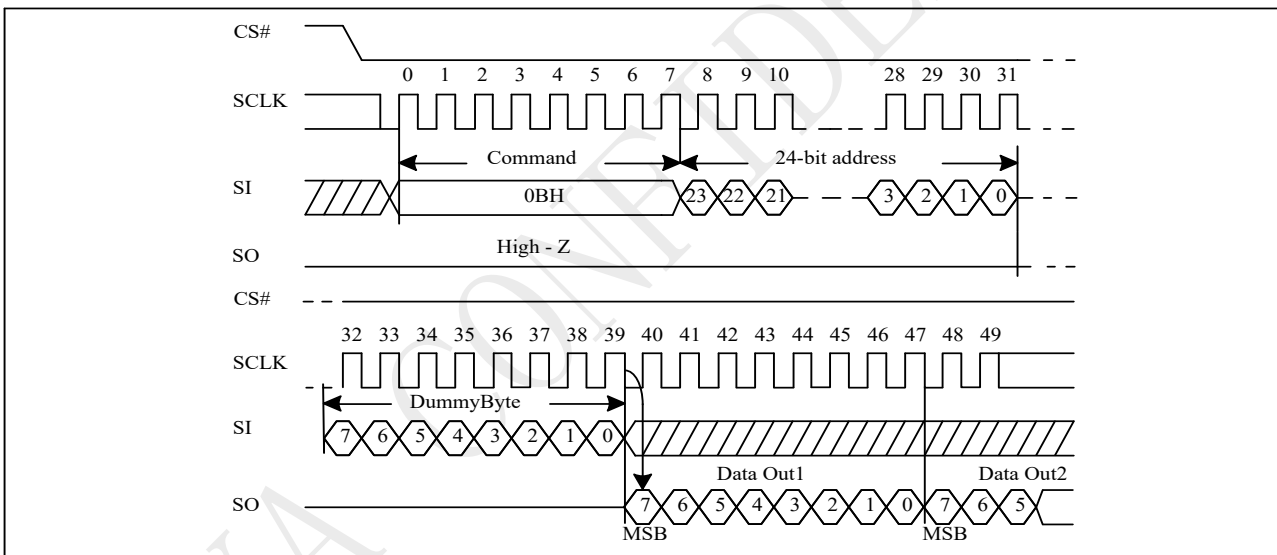 CS#
0 1 2 3 4 5 6 7 8 9 10 28 29 30 31
SCLK
Command 24-bit address
SI 0BH 23 22 21 3 2 1 0
High - Z
SO
CS#
32 33 34 35 36 37 38 39 40 41 42 43 44 45 46 47 48 49
SCLK
DummyByte
SI 7 6 5 4 3 2 1 0
Data Out1 Data Out2
SO 7 6 5 4 3 2 1 0 7 6 5
MSB MSB